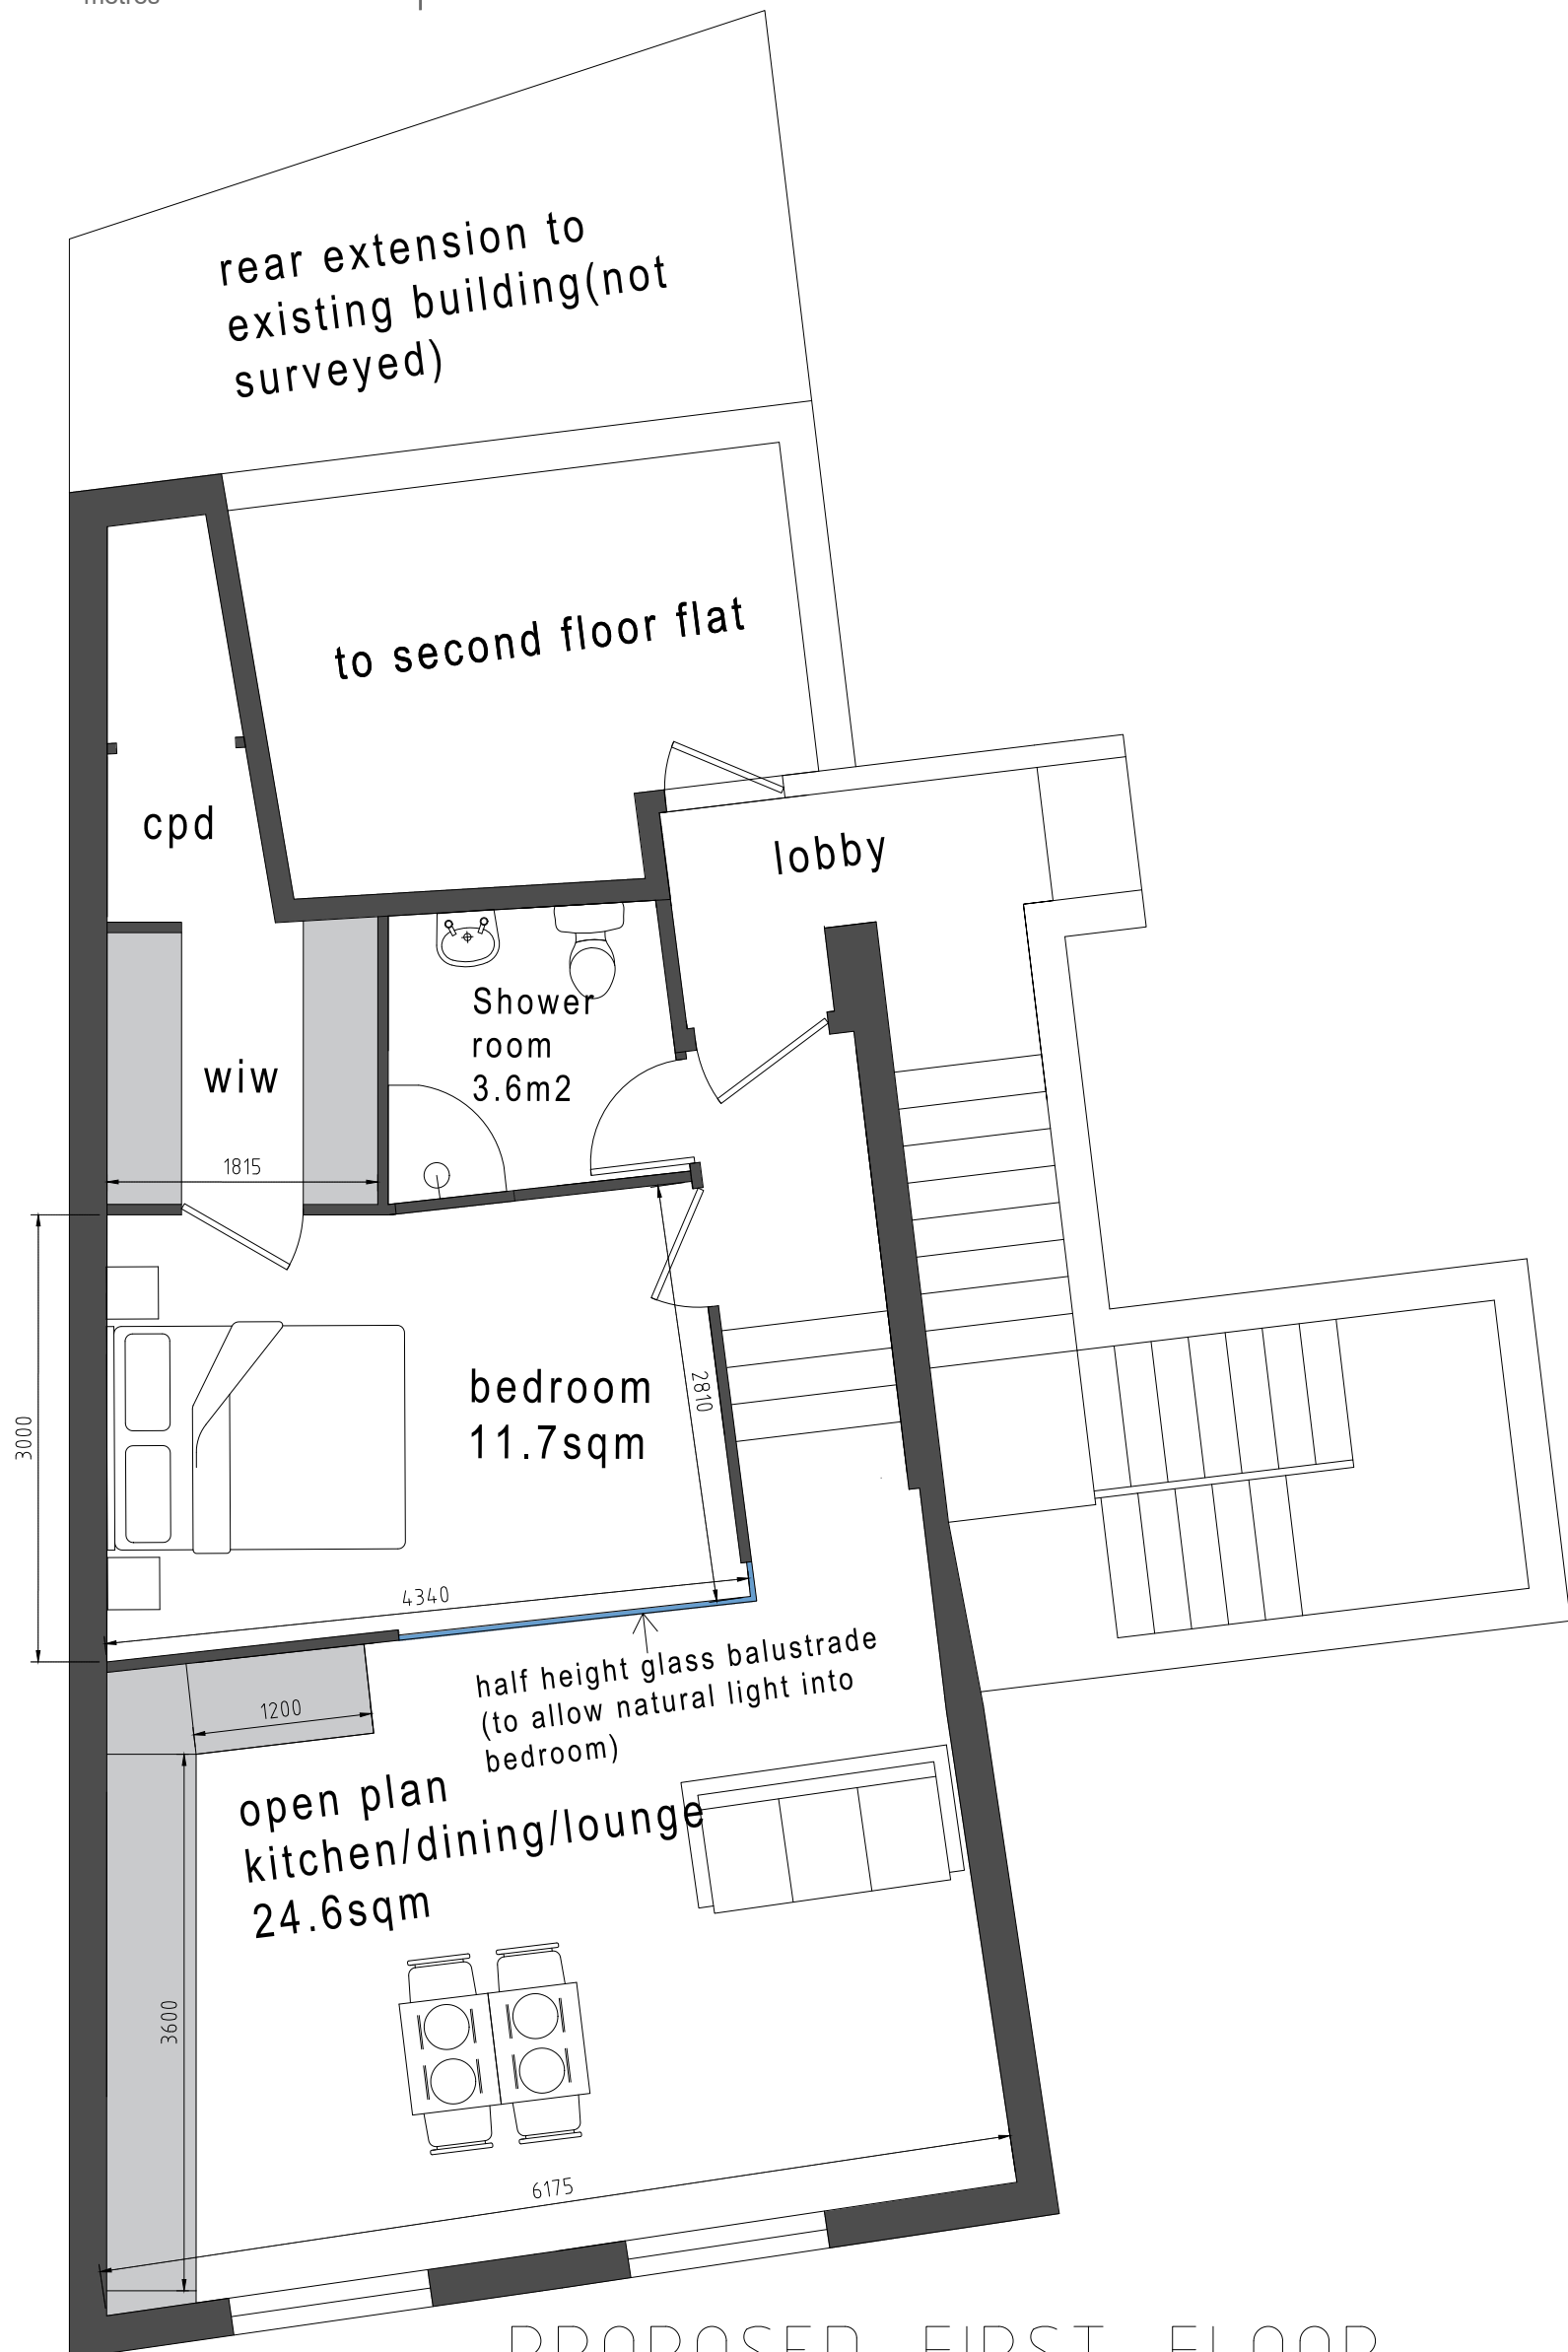 metres
rear extension to
existing building(not
surveyed)
to second floor flat
cpd
lobby
Shower
room
3.6m2
wiw
1815
bedroom
11.7sqm
2810
3000
4340
half height glass balustrade
(to allow natural light into
bedroom)
1200
open plan
kitchen/dining/lounge
24.6sqm
3600
6175
PROPOSED FIRST FLOOR